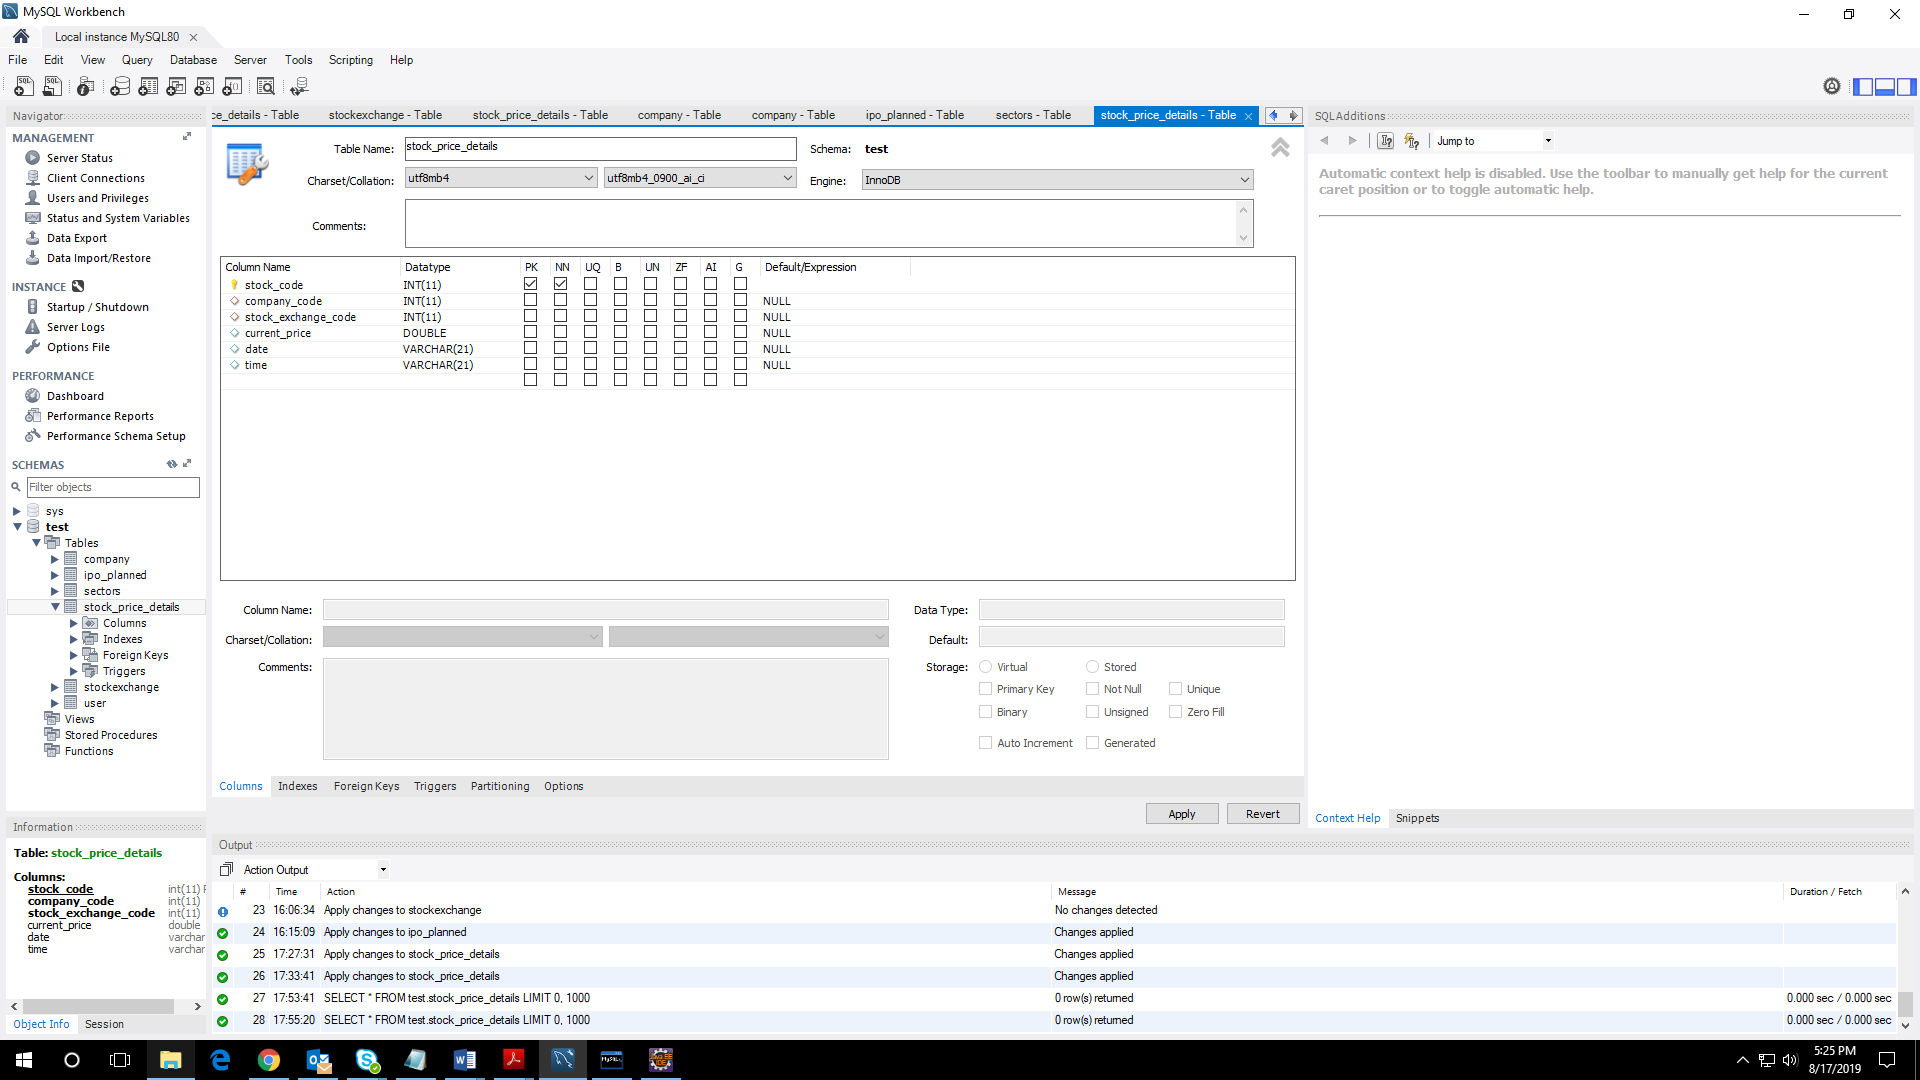 MySQL Workbench
Local instance MySQL80
File Edit View Query Database Server Tools Scripting Help
Navigator
MANAGEMENT
Server Status
Client Connections
Users and Privileges
Status and System Variables
Data Export
Data Import/Restore
INSTANCE
Startup / Shutdown
Server Logs
Options File
PERFORMANCE
Dashboard
Performance Reports
Performance Schema Setup
SCHEMAS
Filter objects
sys
test
Tables
company
ipo_planned
sectors
stock_price_details
Columns
Indexes
Foreign Keys
Triggers
stockexchange
user
Views
Stored Procedures
Functions
Information
Table: stock_price_details
Columns:
stock_code int(11) P
company_code int(11)
stock_exchange_code int(11)
current_price double
date varchar
time varchar
Object Info Session
ce_details - Table stockexchange - Table stock_price_details - Table company - Table company - Table ipo_planned - Table sectors - Table stock_price_details - Table
Table Name: stock_price_details Schema: test
Charset/Collation: utf8mb4 utf8mb4_0900_ai_ci Engine: InnoDB
Comments:
Column Name Datatype PK NN UQ B UN ZF AI G Default/Expression
stock_code INT(11)
company_code INT(11) NULL
stock_exchange_code INT(11) NULL
current_price DOUBLE NULL
date VARCHAR(21) NULL
time VARCHAR(21) NULL
Column Name: Data Type:
Charset/Collation: Default:
Comments: Storage: Virtual Stored
Primary Key Not Null Unique
Binary Unsigned Zero Fill
Auto Increment Generated
Columns Indexes Foreign Keys Triggers Partitioning Options
Apply Revert
SQLAdditions
Jump to
Automatic context help is disabled. Use the toolbar to manually get help for the current
caret position or to toggle automatic help.
Context Help Snippets
Output
Action Output
# Time Action Message Duration / Fetch
23 16:06:34 Apply changes to stockexchange No changes detected
24 16:15:09 Apply changes to ipo_planned Changes applied
25 17:27:31 Apply changes to stock_price_details Changes applied
26 17:33:41 Apply changes to stock_price_details Changes applied
27 17:53:41 SELECT * FROM test.stock_price_details LIMIT 0, 1000 0 row(s) returned 0.000 sec / 0.000 sec
28 17:55:20 SELECT * FROM test.stock_price_details LIMIT 0, 1000 0 row(s) returned 0.000 sec / 0.000 sec
5:25 PM
8/17/2019